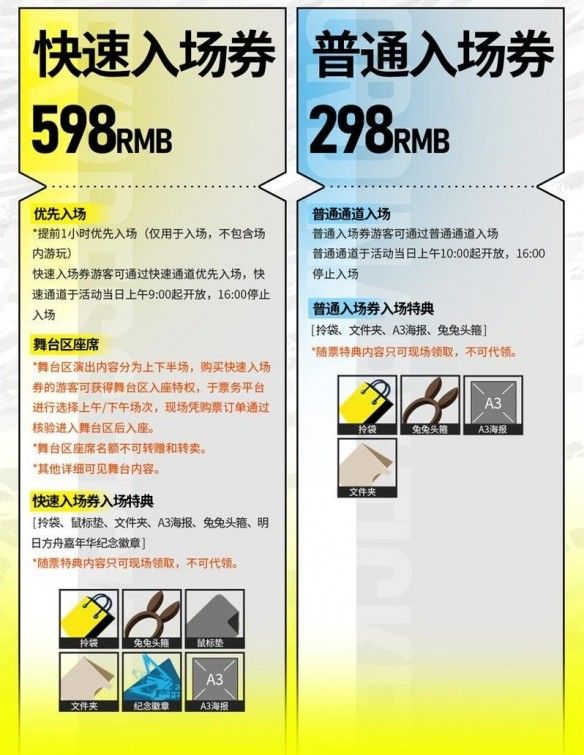 快速入场券
598RMB
优先入场
*提前1小时优先入场（仅用于入场，不包含场
内游玩）
快速入场券游客可通过快速通道优先入场，快
速通道于活动当日上午9:00起开放，16:00停止
入场
舞台区座席
*舞台区演出内容分为上下半场，购买快速入场
券的游客可获得舞台区入座特权，于票务平台
进行选择上午/下午场次，现场凭购票订单通过
核验进入舞台区后入座。
*舞台区座席名额不可转赠和转卖。
*其他详细可见舞台内容。
快速入场券入场特典
[ 拎袋、鼠标垫、文件夹、A3海报、兔兔头箍、明
日方舟嘉年华纪念徽章 ]
*随票特典内容只可现场领取，不可代领。
拎袋
兔兔头箍
鼠标垫
文件夹
纪念徽章
A3
A3海报
普通入场券
298RMB
普通通道入场
普通入场券游客可通过普通通道入场
普通通道于活动当日上午10:00起开放，16:00
停止入场
普通入场券入场特典
[ 拎袋、文件夹、A3海报、兔兔头箍 ]
*随票特典内容只可现场领取，不可代领。
拎袋
兔兔头箍
A3
A3海报
文件夹